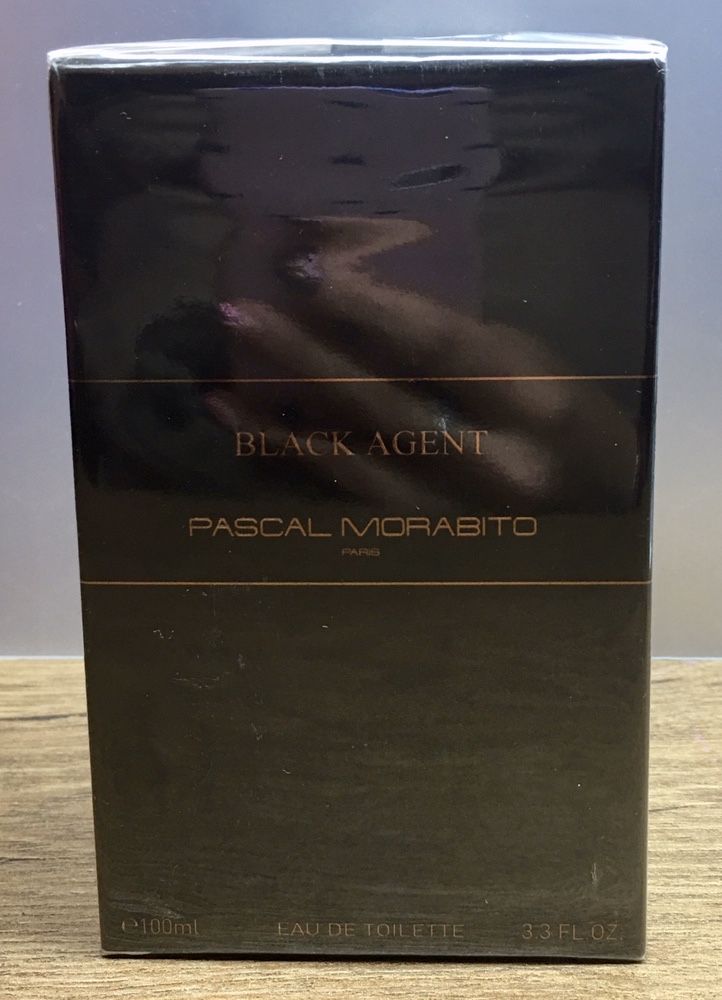 BLACK AGENT
PASCAL MORABITO
PARIS
℮100ml EAU DE TOILETTE 3.3 FL.OZ.